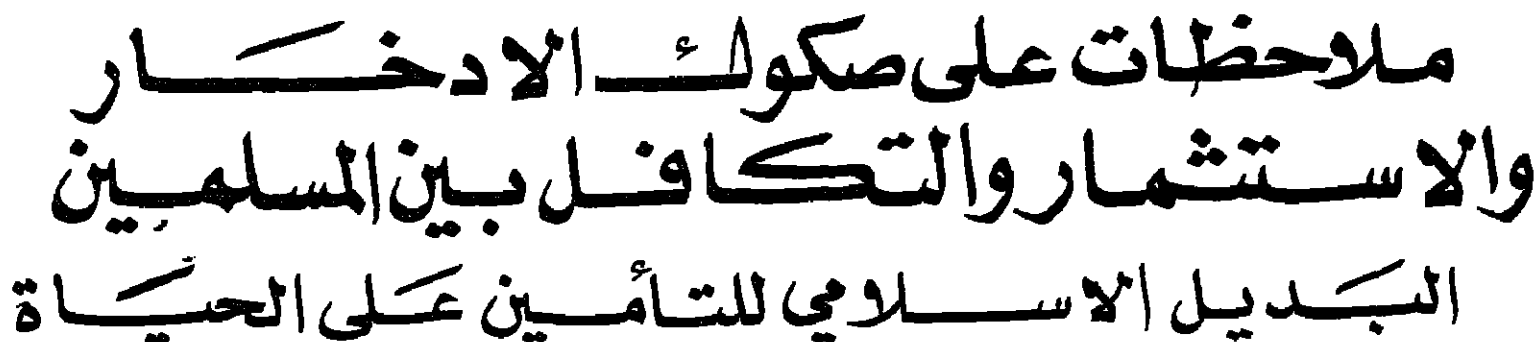 ملاحظات على صكوك الادخار
والاستثمار والتكافل بين المسلمين
البديل الاسلامي للتأمين على الحياة